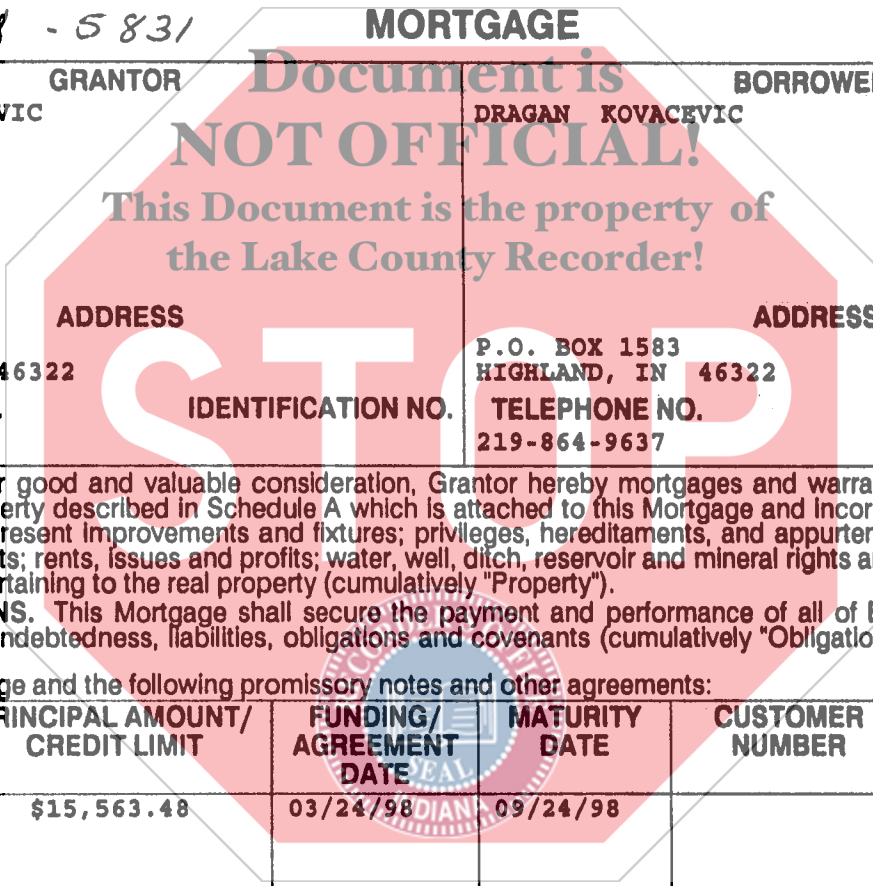 - 5831
MORTGAGE
GRANTOR
BORROWER
VIC
DRAGAN KOVACEVIC
Document is
NOT OFFICIAL!
This Document is the property of
the Lake County Recorder!
ADDRESS
ADDRESS
P.O. BOX 1583
46322
HIGHLAND, IN 46322
IDENTIFICATION NO.
TELEPHONE NO.
219-864-9637
STOP
r good and valuable consideration, Grantor hereby mortgages and warra
erty described in Schedule A which is attached to this Mortgage and incor
resent improvements and fixtures; privileges, hereditaments, and appurten
ts; rents, issues and profits; water, well, ditch, reservoir and mineral rights a
rtaining to the real property (cumulatively "Property").
NS. This Mortgage shall secure the payment and performance of all of B
ndebtedness, liabilities, obligations and covenants (cumulatively "Obligatio
ge and the following promissory notes and other agreements:
RINCIPAL AMOUNT/
CREDIT LIMIT
FUNDING/
AGREEMENT
DATE
MATURITY
DATE
CUSTOMER
NUMBER
$15,563.48
03/24/98
09/24/98
SEAL
INDIANA